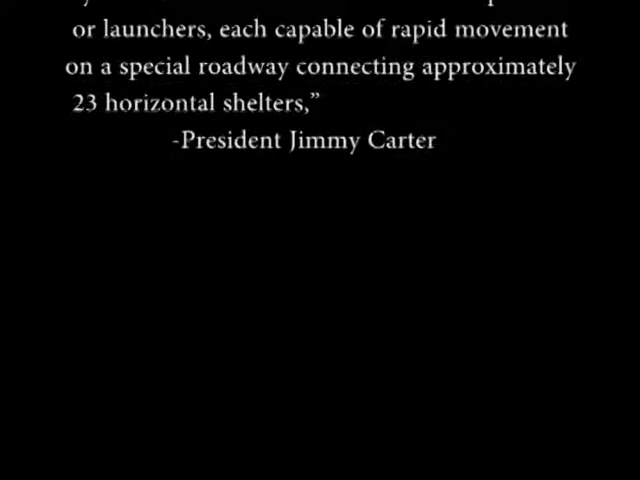 or launchers, each capable of rapid movement
on a special roadway connecting approximately
23 horizontal shelters,”
-President Jimmy Carter